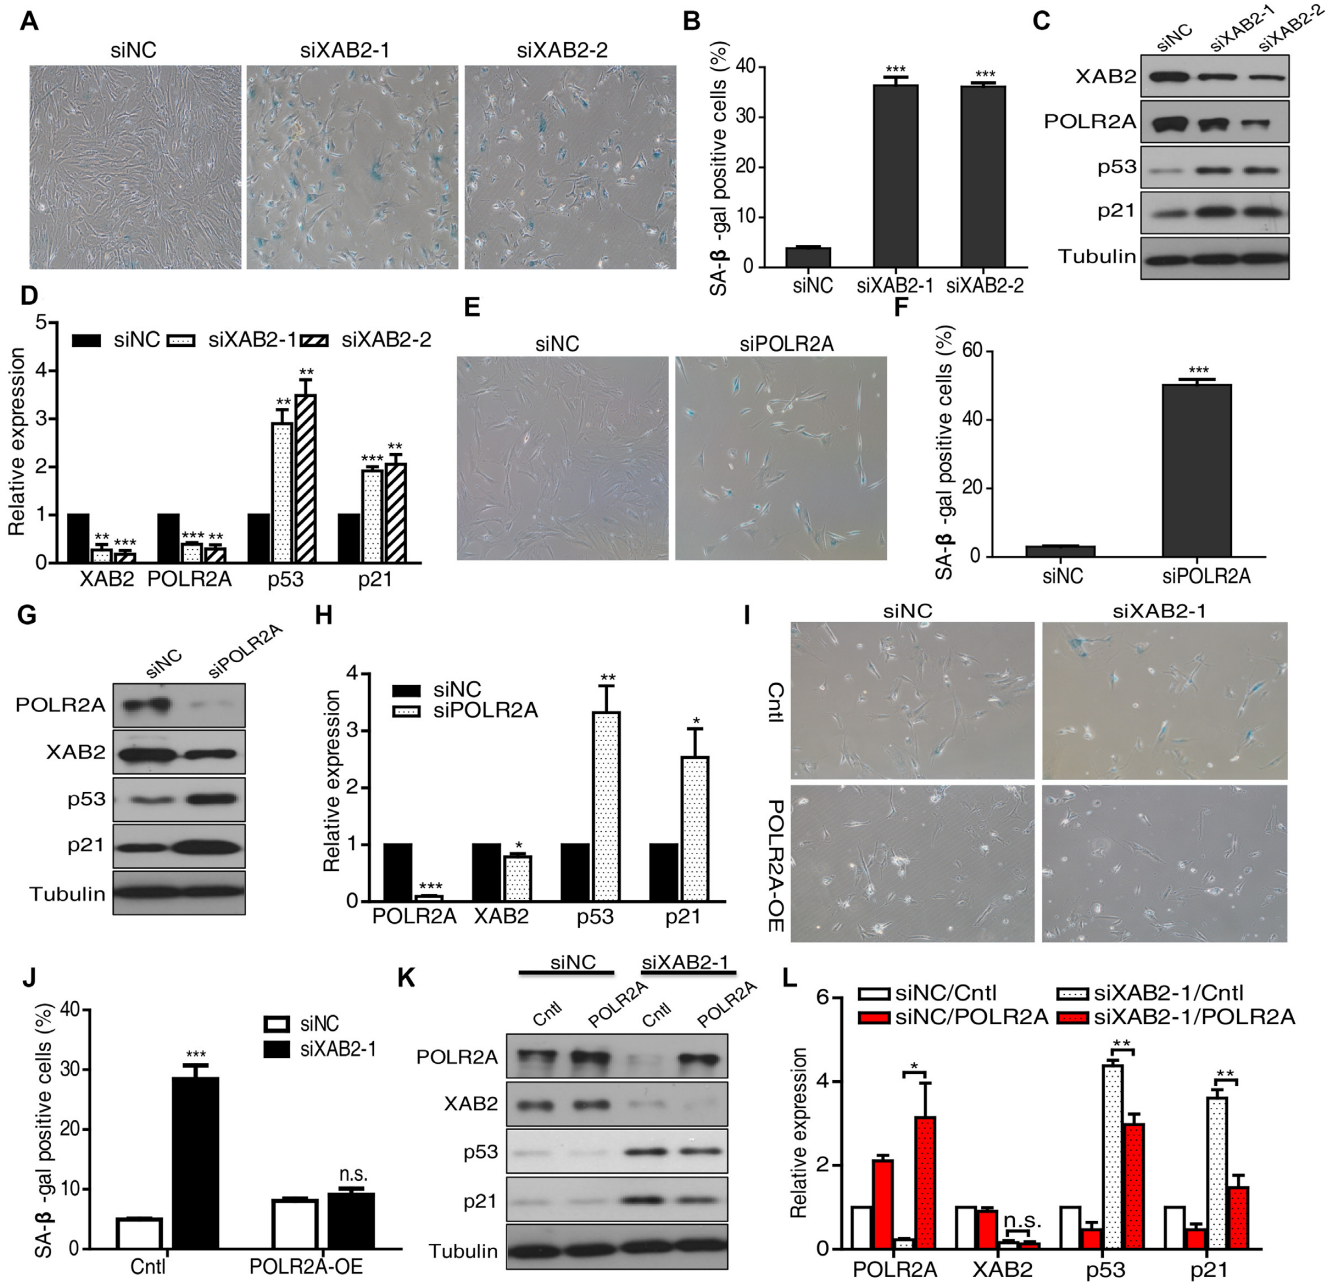 A
siNC
siXAB2-1
siXAB2-2
B
SA-β -gal positive cells (%)
40
30
20
10
0
***
***
siNC
siXAB2-1
siXAB2-2
C
siNC
siXAB2-1
siXAB2-2
XAB2
POLR2A
p53
p21
Tubulin
D
Relative expression
5
4
3
2
1
0
siNC
siXAB2-1
siXAB2-2
** ***
*** **
** **
*** **
XAB2
POLR2A
p53
p21
E
siNC
siPOLR2A
F
SA-β -gal positive cells (%)
60
40
20
0
***
siNC
siPOLR2A
G
siNC
siPOLR2A
POLR2A
XAB2
p53
p21
Tubulin
H
Relative expression
4
3
2
1
0
siNC
siPOLR2A
***
*
**
*
POLR2A
XAB2
p53
p21
I
siNC
siXAB2-1
Cntl
POLR2A-OE
J
SA-β -gal positive cells (%)
40
30
20
10
0
siNC
siXAB2-1
***
n.s.
Cntl
POLR2A-OE
K
siNC
siXAB2-1
Cntl
POLR2A
Cntl
POLR2A
POLR2A
XAB2
p53
p21
Tubulin
L
Relative expression
6
4
2
0
siNC/Cntl
siXAB2-1/Cntl
siNC/POLR2A
siXAB2-1/POLR2A
*
n.s.
**
**
POLR2A
XAB2
p53
p21